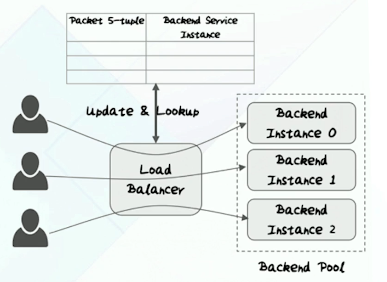 Packet 5-tuple
Backend Service
Instance
Update & Lookup
Load
Balancer
Backend
Instance 0
Backend
Instance 1
Backend
Instance 2
Backend Pool